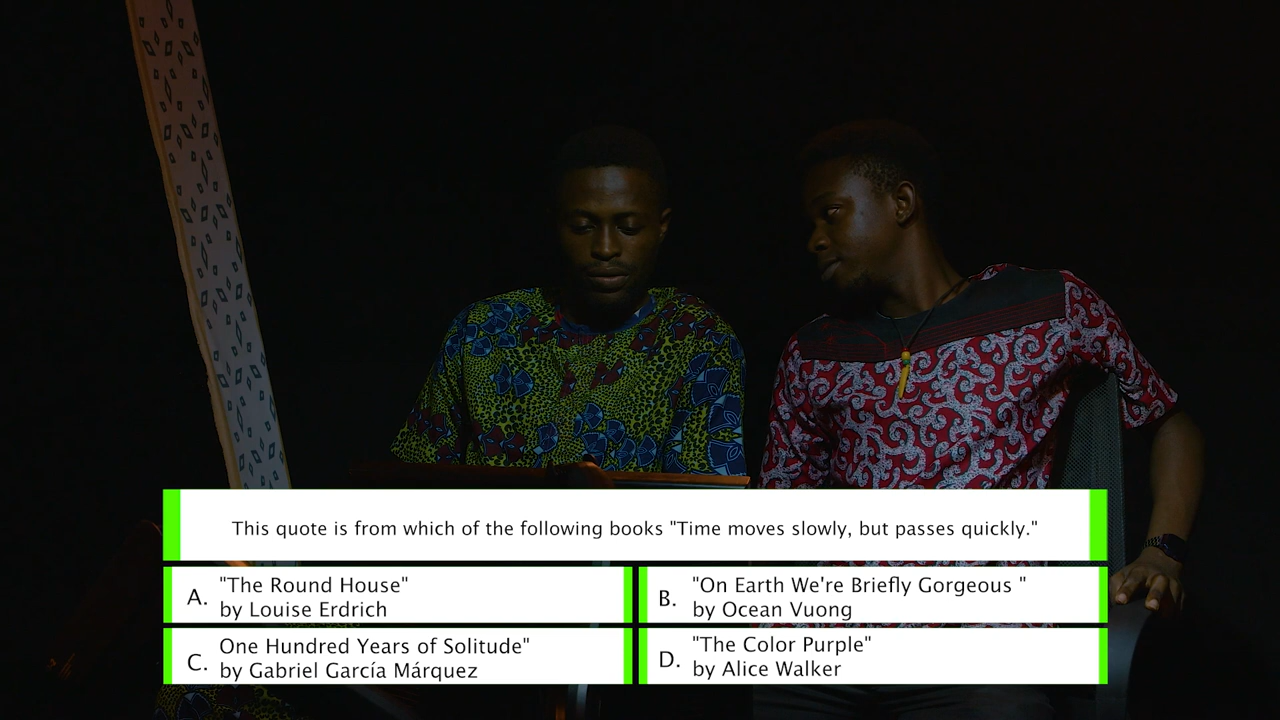 This quote is from which of the following books "Time moves slowly, but passes quickly."
A. "The Round House"
by Louise Erdrich
B. "On Earth We're Briefly Gorgeous "
by Ocean Vuong
C. One Hundred Years of Solitude"
by Gabriel García Márquez
D. "The Color Purple"
by Alice Walker